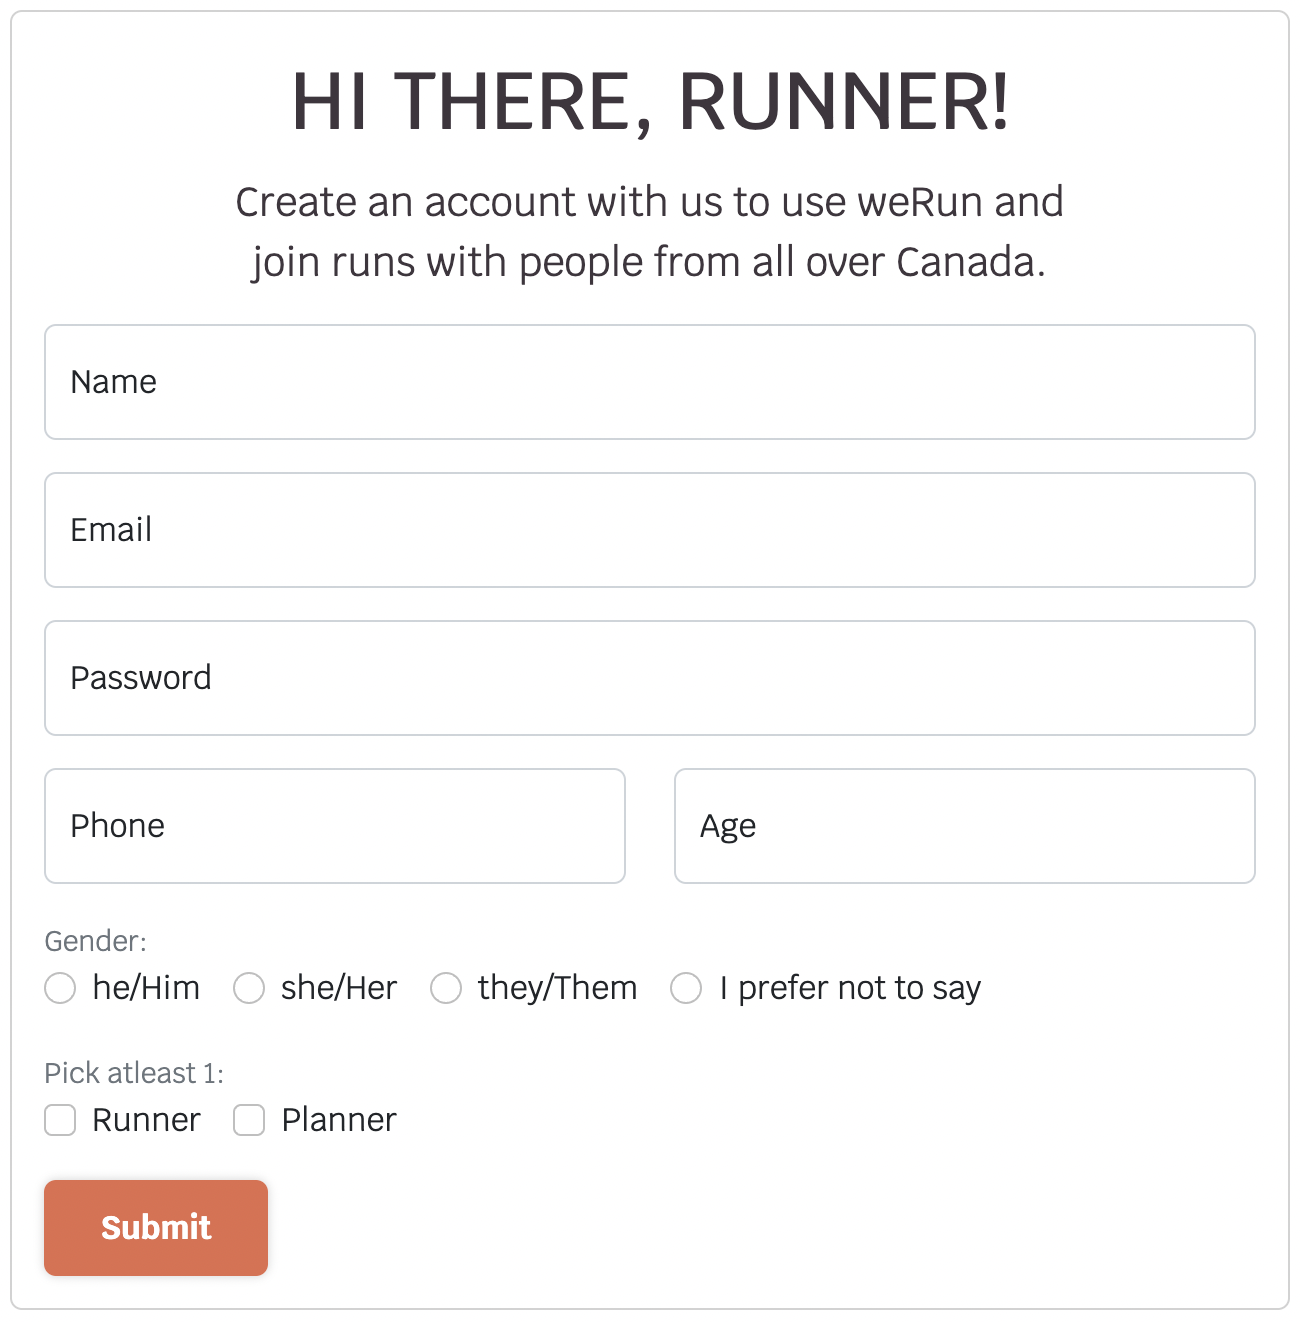 HI THERE, RUNNER!
Create an account with us to use weRun and
join runs with people from all over Canada.
Name
Email
Password
Phone Age
Gender:
he/Him she/Her they/Them I prefer not to say
Pick atleast 1:
Runner Planner
Submit